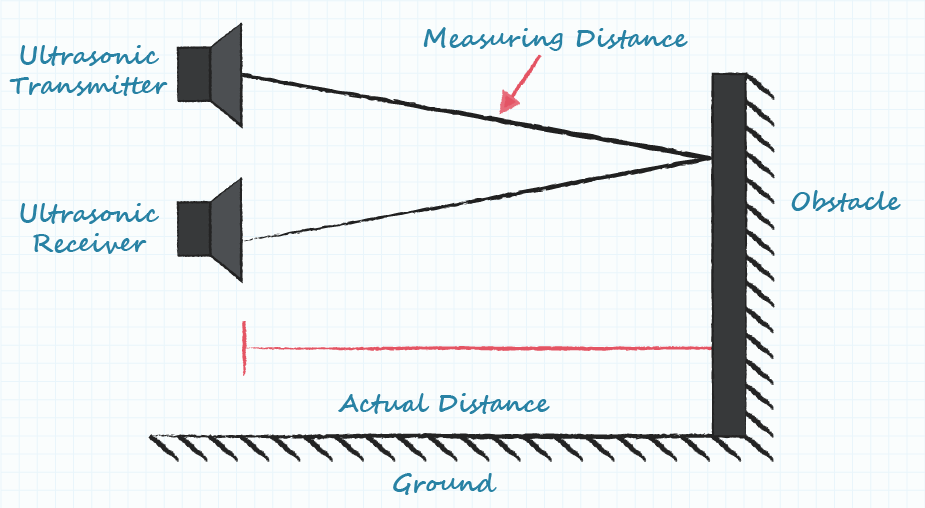 Measuring Distance
Ultrasonic
Transmitter
Obstacle
Ultrasonic
Receiver
Actual Distance
Ground